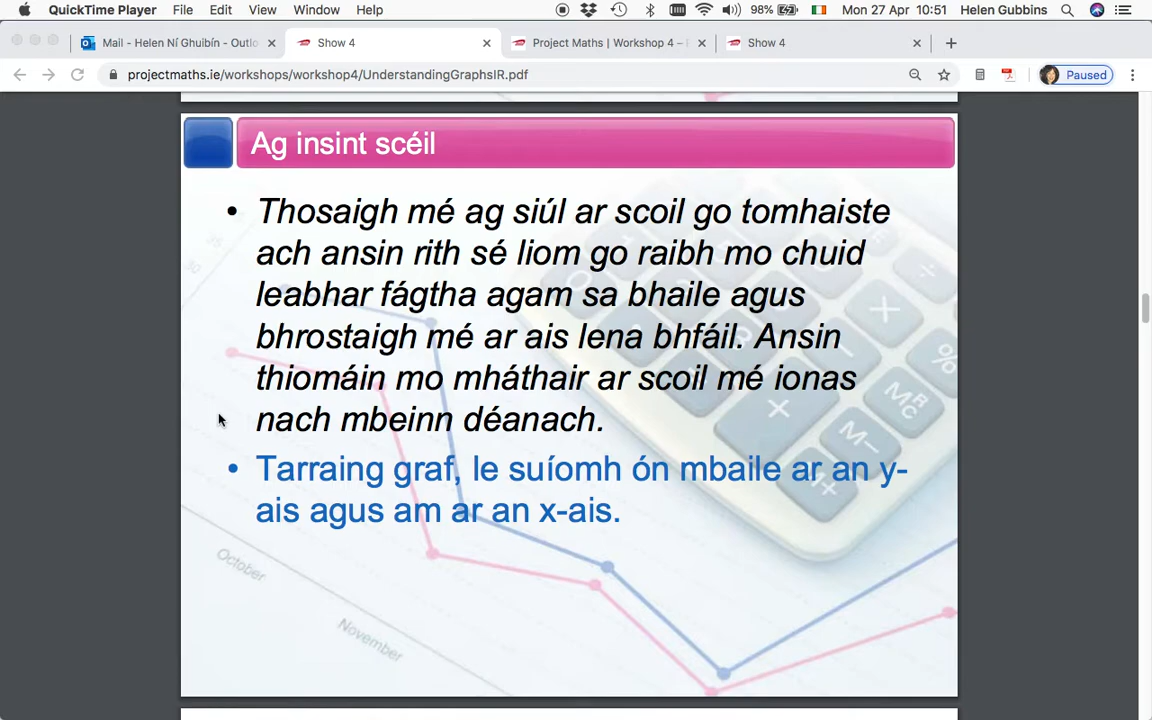 QuickTime Player File Edit View Window Help 98% Mon 27 Apr 10:51 Helen Gubbins
Mail - Helen Ní Ghuibín - Outlo Show 4 Project Maths | Workshop 4 – Show 4
projectmaths.ie/workshops/workshop4/UnderstandingGraphsIR.pdf Paused
Ag insint scéil
• Thosaigh mé ag siúl ar scoil go tomhaiste
ach ansin rith sé liom go raibh mo chuid
leabhar fágtha agam sa bhaile agus
bhrostaigh mé ar ais lena bhfáil. Ansin
thiomáin mo mháthair ar scoil mé ionas
nach mbeinn déanach.
• Tarraing graf, le suíomh ón mbaile ar an y-
ais agus am ar an x-ais.
October
November
30
%
MRC
M–
M+